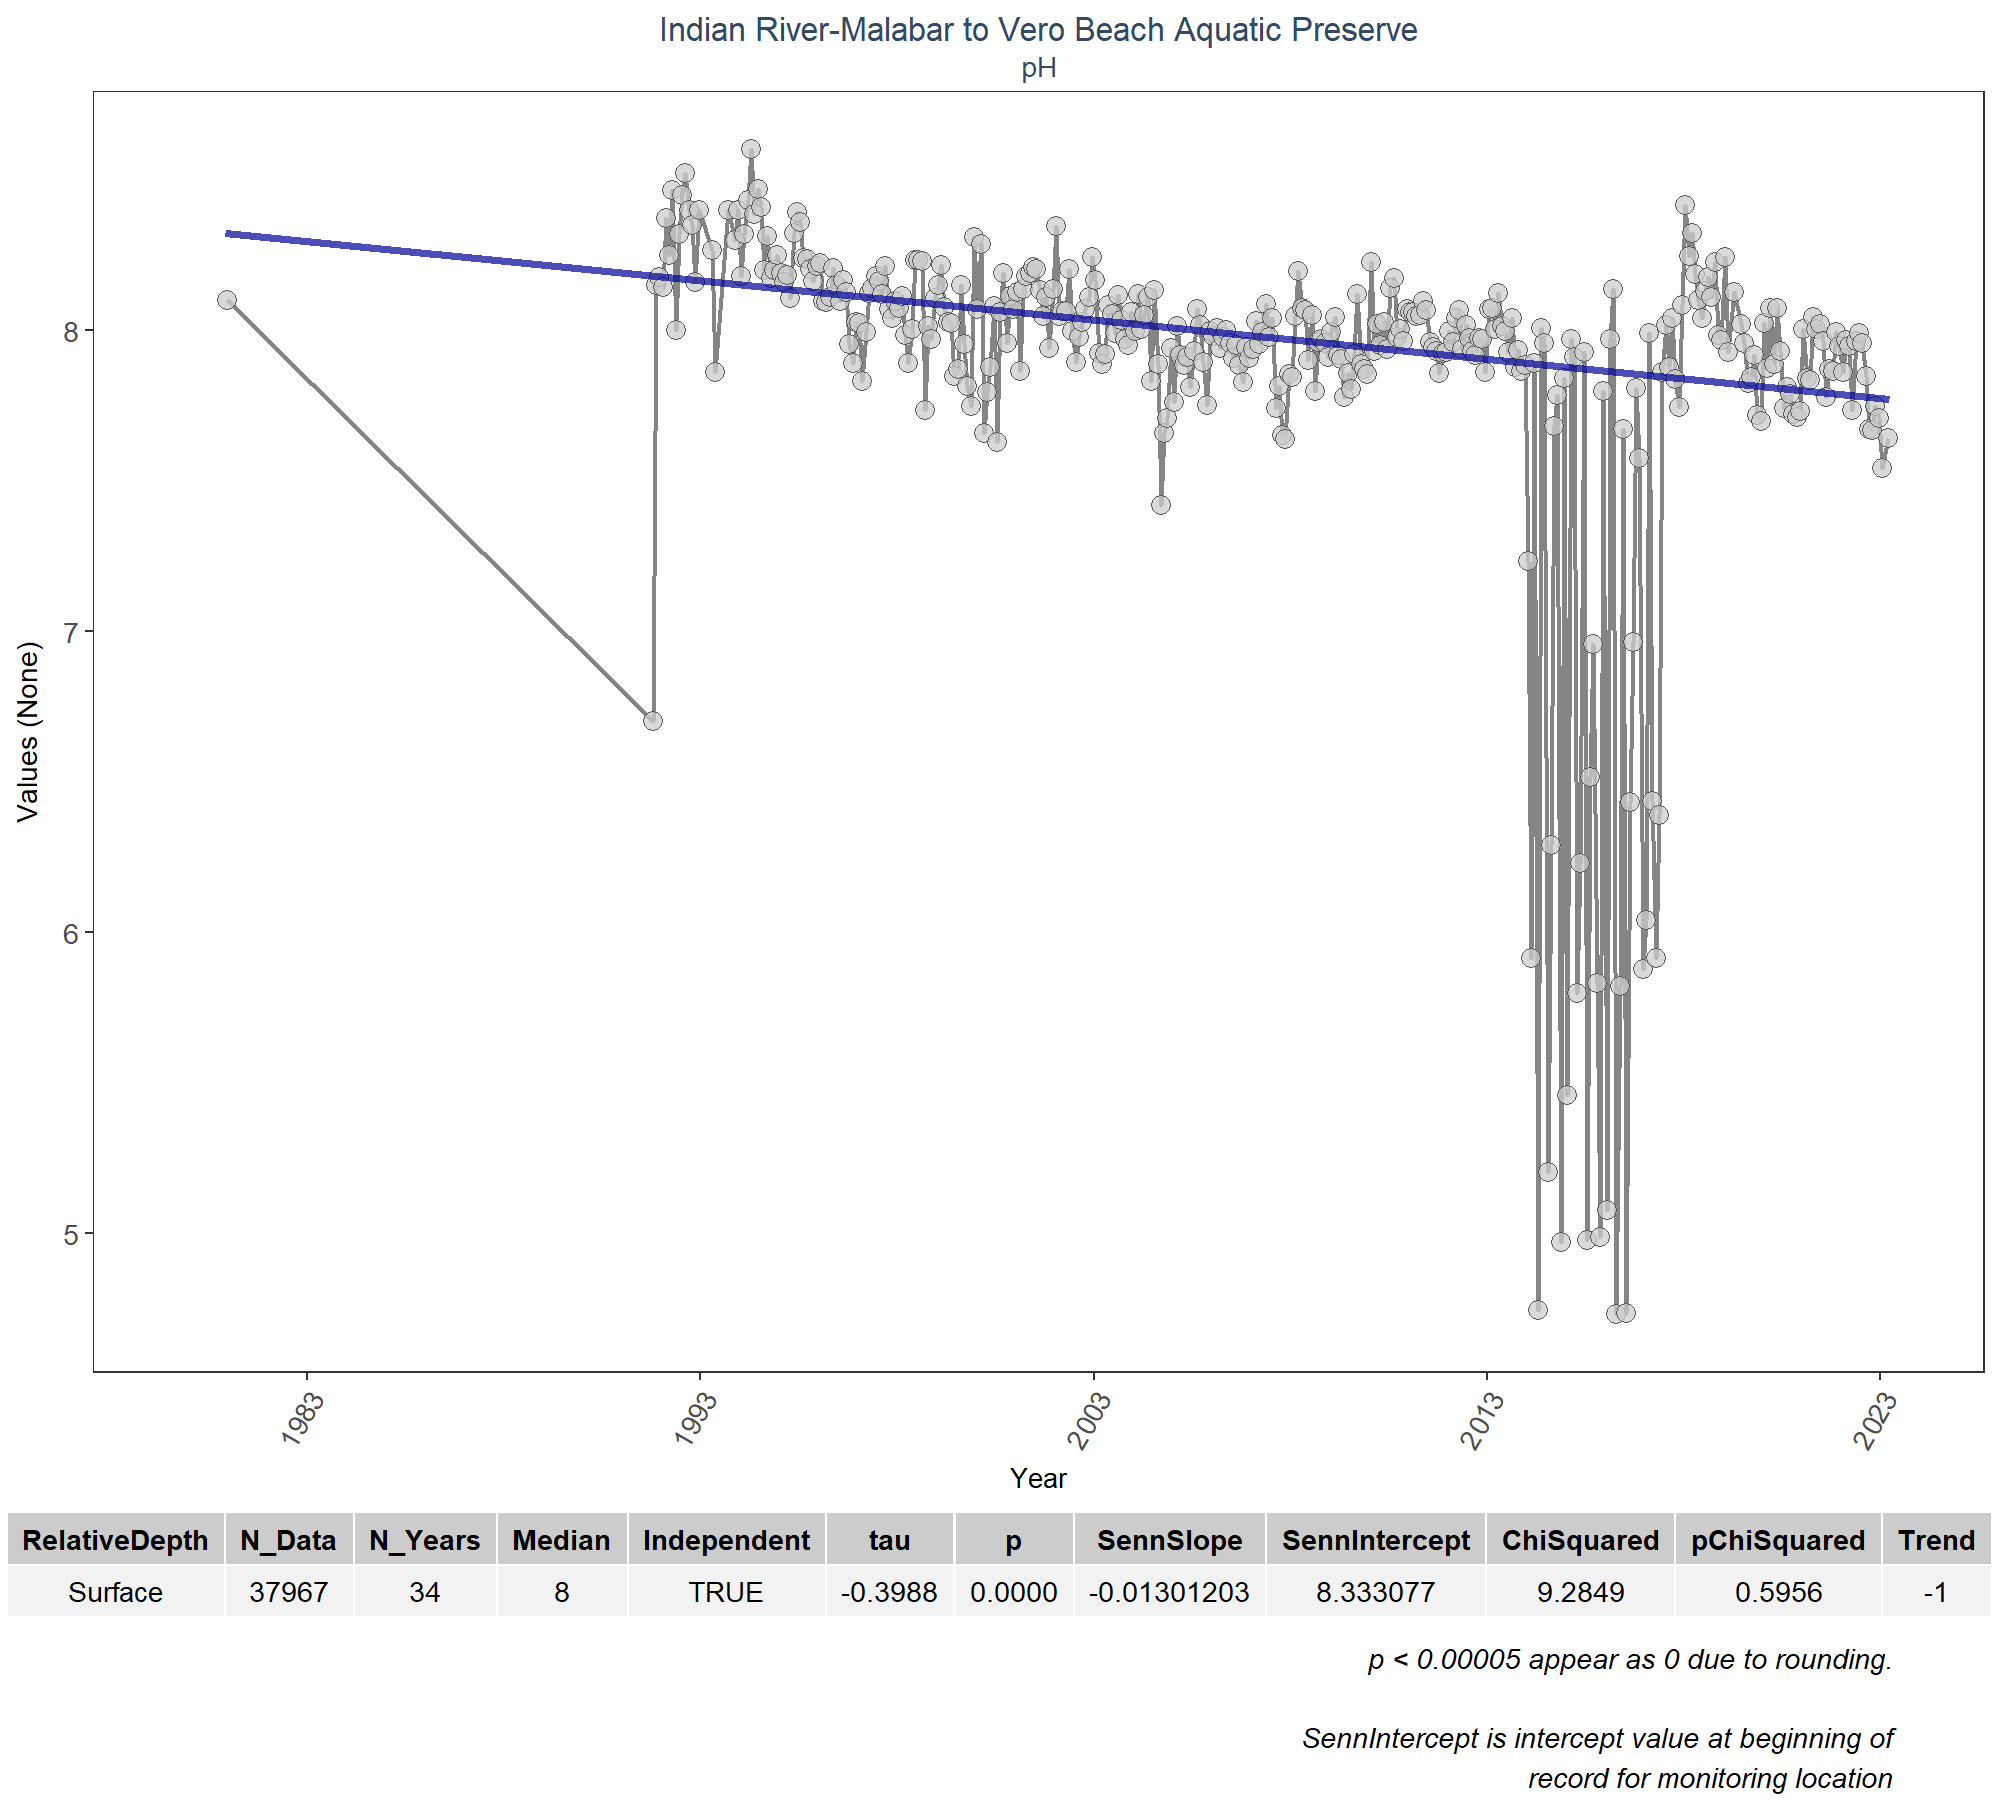 Indian River-Malabar to Vero Beach Aquatic Preserve
pH
Values (None)
8
7
6
5
1983
1993
2003
2013
2023
Year
RelativeDepth N_Data N_Years Median Independent tau p SennSlope SennIntercept ChiSquared pChiSquared Trend
Surface 37967 34 8 TRUE -0.3988 0.0000 -0.01301203 8.333077 9.2849 0.5956 -1
p < 0.00005 appear as 0 due to rounding.
SennIntercept is intercept value at beginning of
record for monitoring location